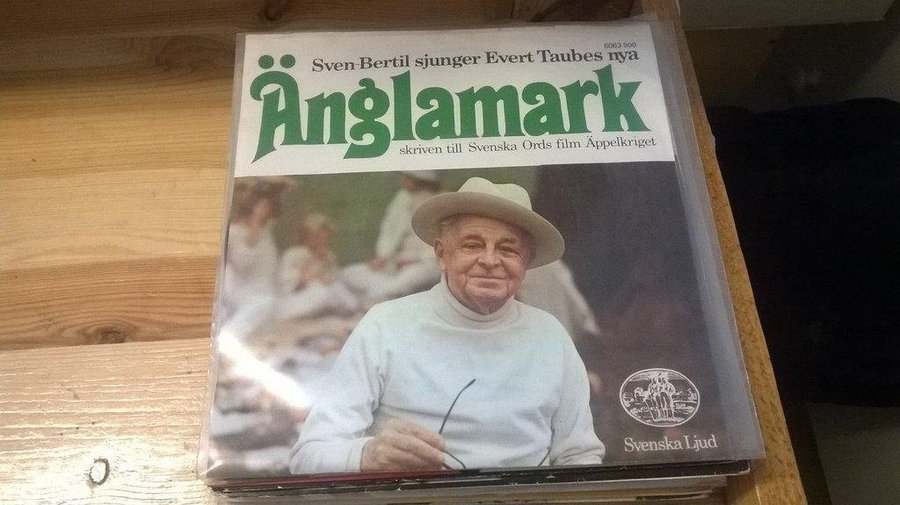 6063 500
Sven-Bertil sjunger Evert Taubes nya
Änglamark
skriven till Svenska Ords film Äppelkriget
Svenska Ljud